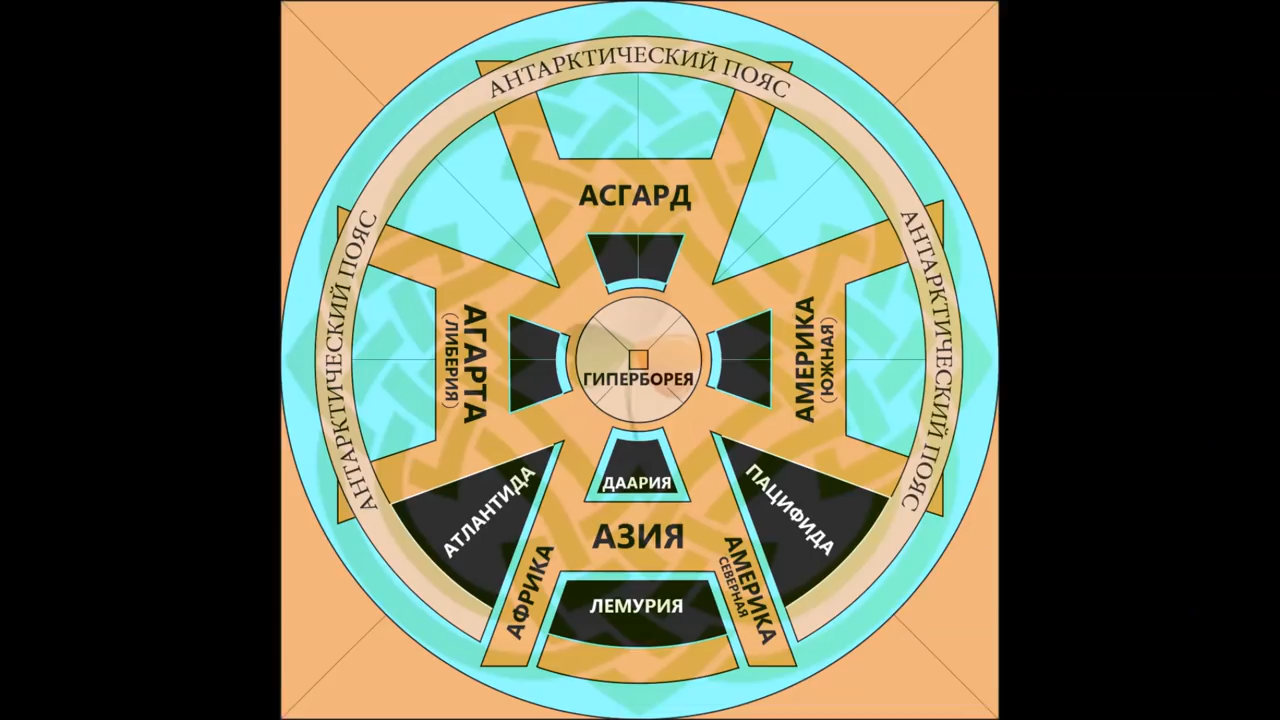 АНТАРКТИЧЕСКИЙ ПОЯС
АСГАРД
АНТАРКТИЧЕСКИЙ ПОЯС
АГАРТА
(ЛИБЕРИЯ)
ГИПЕРБОРЕЯ
АМЕРИКА
(ЮЖНАЯ)
АНТАРКТИЧЕСКИЙ ПОЯС
ДААРИЯ
АТЛАНТИДА
ПАЦИФИДА
АЗИЯ
АФРИКА
АМЕРИКА
СЕВЕРНАЯ
ЛЕМУРИЯ